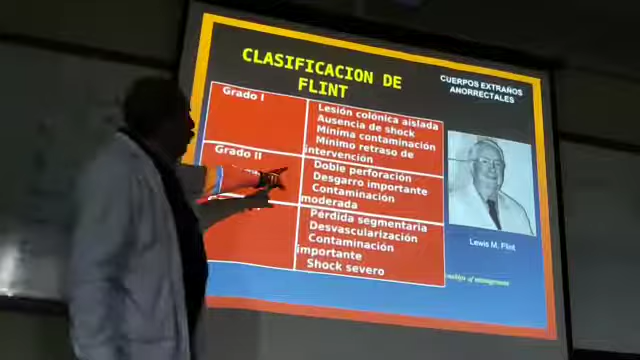 CLASIFICACION DE
FLINT
CUERPOS EXTRAÑOS
ANORRECTALES
Grado I
Lesión colónica aislada
Ausencia de shock
Mínima contaminación
Mínimo retraso de
intervención
Grado II
Doble perforación
Desgarro importante
Contaminación
moderada
Pérdida segmentaria
Desvascularización
Contaminación
importante
Shock severo
Lewis M. Flint
of management